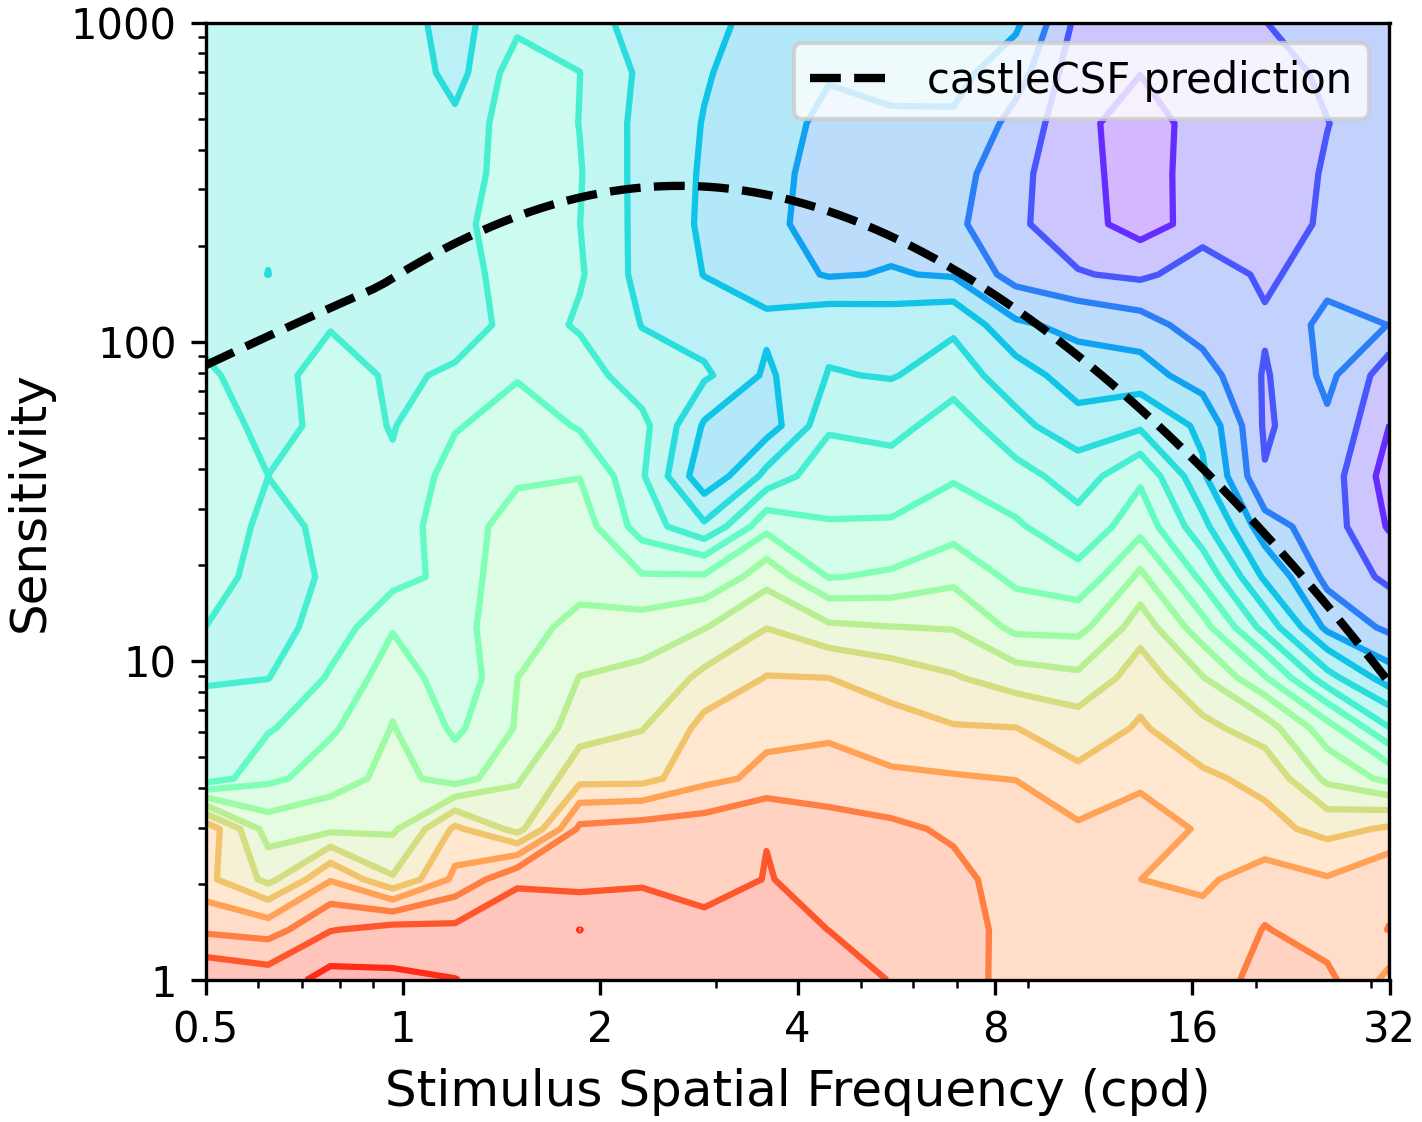 1000
100
10
1
Sensitivity
castleCSF prediction
0.5 1 2 4 8 16 32
Stimulus Spatial Frequency (cpd)